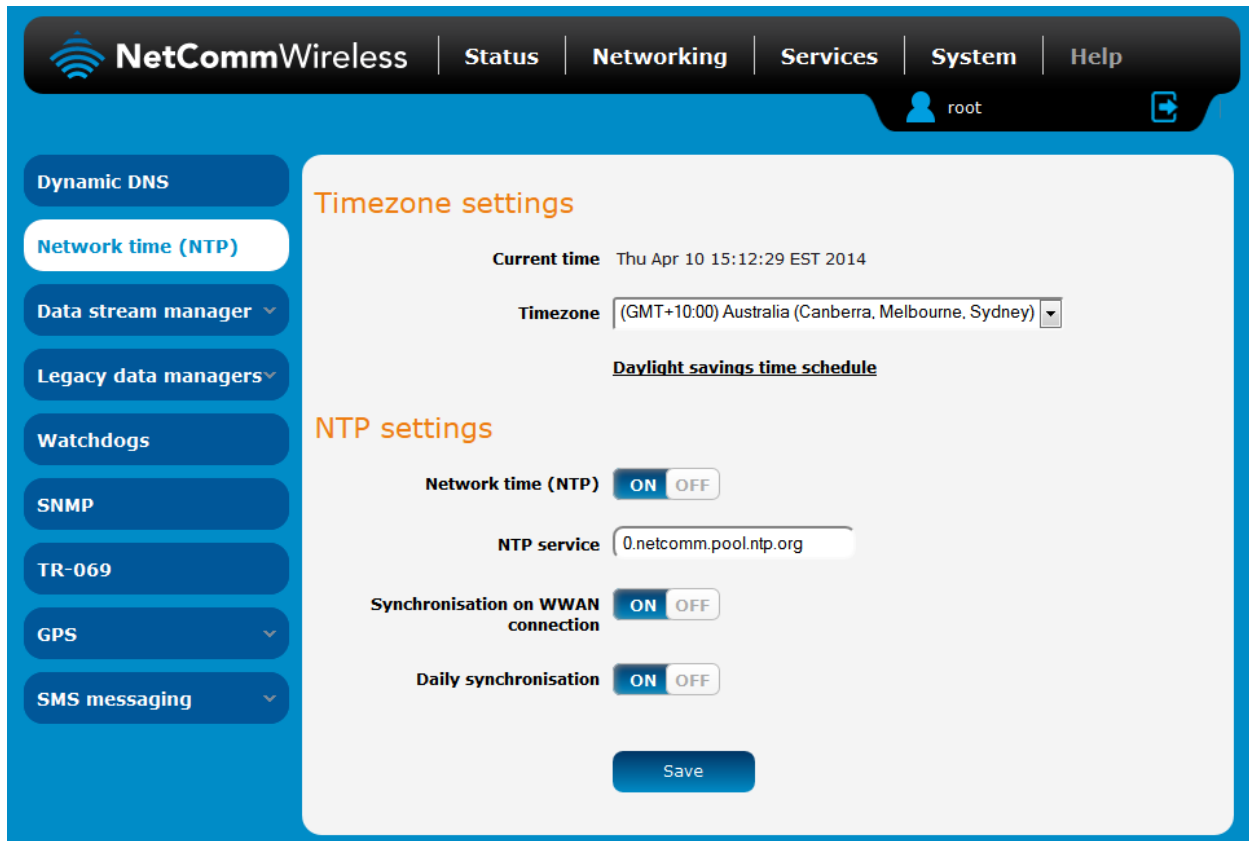 NetCommWireless
Status
Networking
Services
System
Help
root
Dynamic DNS
Network time (NTP)
Data stream manager
Legacy data managers
Watchdogs
SNMP
TR-069
GPS
SMS messaging
Timezone settings
Current time Thu Apr 10 15:12:29 EST 2014
Timezone (GMT+10:00) Australia (Canberra, Melbourne, Sydney)
Daylight savings time schedule
NTP settings
Network time (NTP) ON OFF
NTP service 0.netcomm.pool.ntp.org
Synchronisation on WWAN ON OFF
connection
Daily synchronisation ON OFF
Save